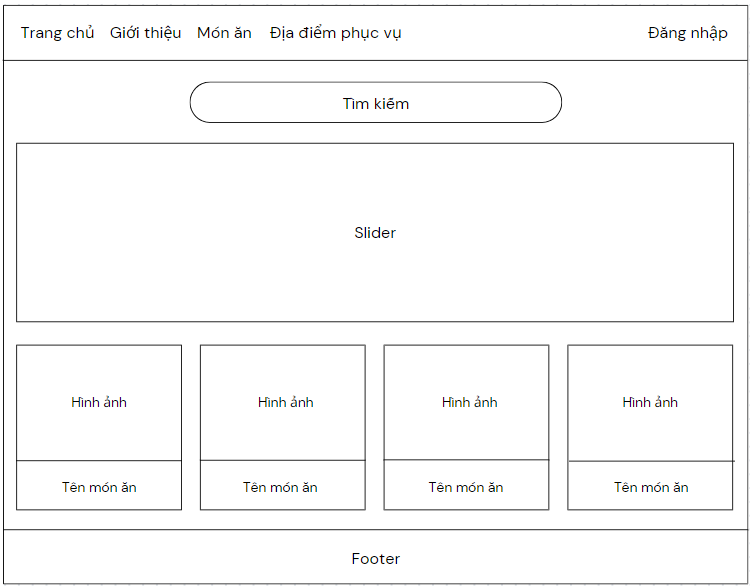 Trang chủ Giới thiệu Món ăn Địa điểm phục vụ Đăng nhập
Tìm kiếm
Slider
Hình ảnh Hình ảnh Hình ảnh Hình ảnh
Tên món ăn Tên món ăn Tên món ăn Tên món ăn
Footer